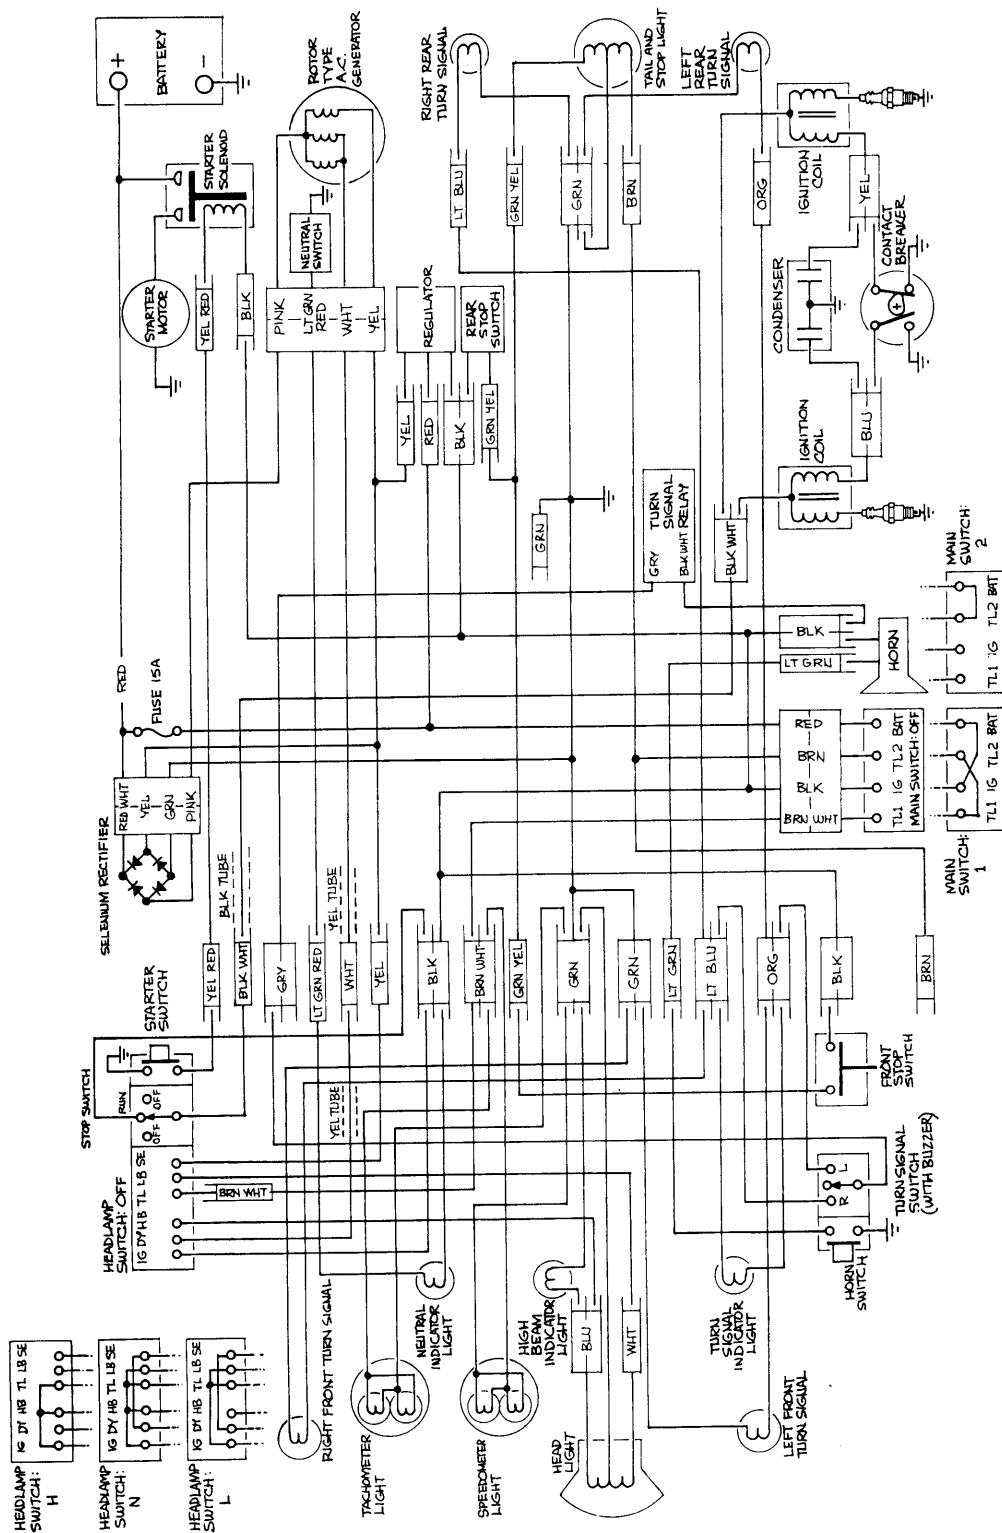 BATTERY
+
-
ROTOR
TYPE
A.C.
GENERATOR
RIGHT REAR
TURN SIGNAL
TAIL AND
STOP LIGHT
LEFT
REAR
TURN
SIGNAL
STARTER
SOLENOID
NEUTRAL
SWITCH
LT BLU
GRN YEL
GRN
BRN
ORG
IGNITION
COIL
YEL
CONTACT
BREAKER
CONDENSER
STARTER
MOTOR
YEL RED
BLK
PINK
LT GRN
RED
WHT
YEL
REGULATOR
REAR
STOP
SWITCH
YEL
RED
BLK
GRN YEL
BLU
IGNITION
COIL
GRN
TURN
SIGNAL
RELAY
GRY
BLK WHT
BLK WHT
RED
FUSE 15A
BLK
LT GRN
HORN
MAIN
SWITCH:
2
TL1 IG TL2 BAT
SELENIUM RECTIFIER
RED WHT
YEL
GRN
PINK
RED
BRN
BLK
BRN WHT
TL1 IG TL2 BAT
MAIN SWITCH: OFF
TL1 IG TL2 BAT
MAIN
SWITCH:
1
BLK TUBE
YEL TUBE
STARTER
SWITCH
YEL RED
BLK WHT
GRY
LT GRN RED
WHT
YEL
BLK
BRN WHT
GRN YEL
GRN
GRN
LT GRN
LT BLU
ORG
BLK
BRN
STOP SWITCH
RUN
OFF
OFF
YEL TUBE
FRONT
STOP
SWITCH
HEADLAMP
SWITCH: OFF
IG DY HB TL LB SE
BRN WHT
L
R
TURN SIGNAL
SWITCH
(WITH BUZZER)
HORN
SWITCH
NEUTRAL
INDICATOR
LIGHT
HIGH
BEAM
INDICATOR
LIGHT
BLU
WHT
TURN
SIGNAL
INDICATOR
LIGHT
RIGHT FRONT TURN SIGNAL
TACHOMETER
LIGHT
SPEEDOMETER
LIGHT
HEAD
LIGHT
LEFT FRONT
TURN SIGNAL
IG DY HB TL LB SE
HEADLAMP
SWITCH:
H
IG DY HB TL LB SE
HEADLAMP
SWITCH:
N
IG DY HB TL LB SE
HEADLAMP
SWITCH:
L